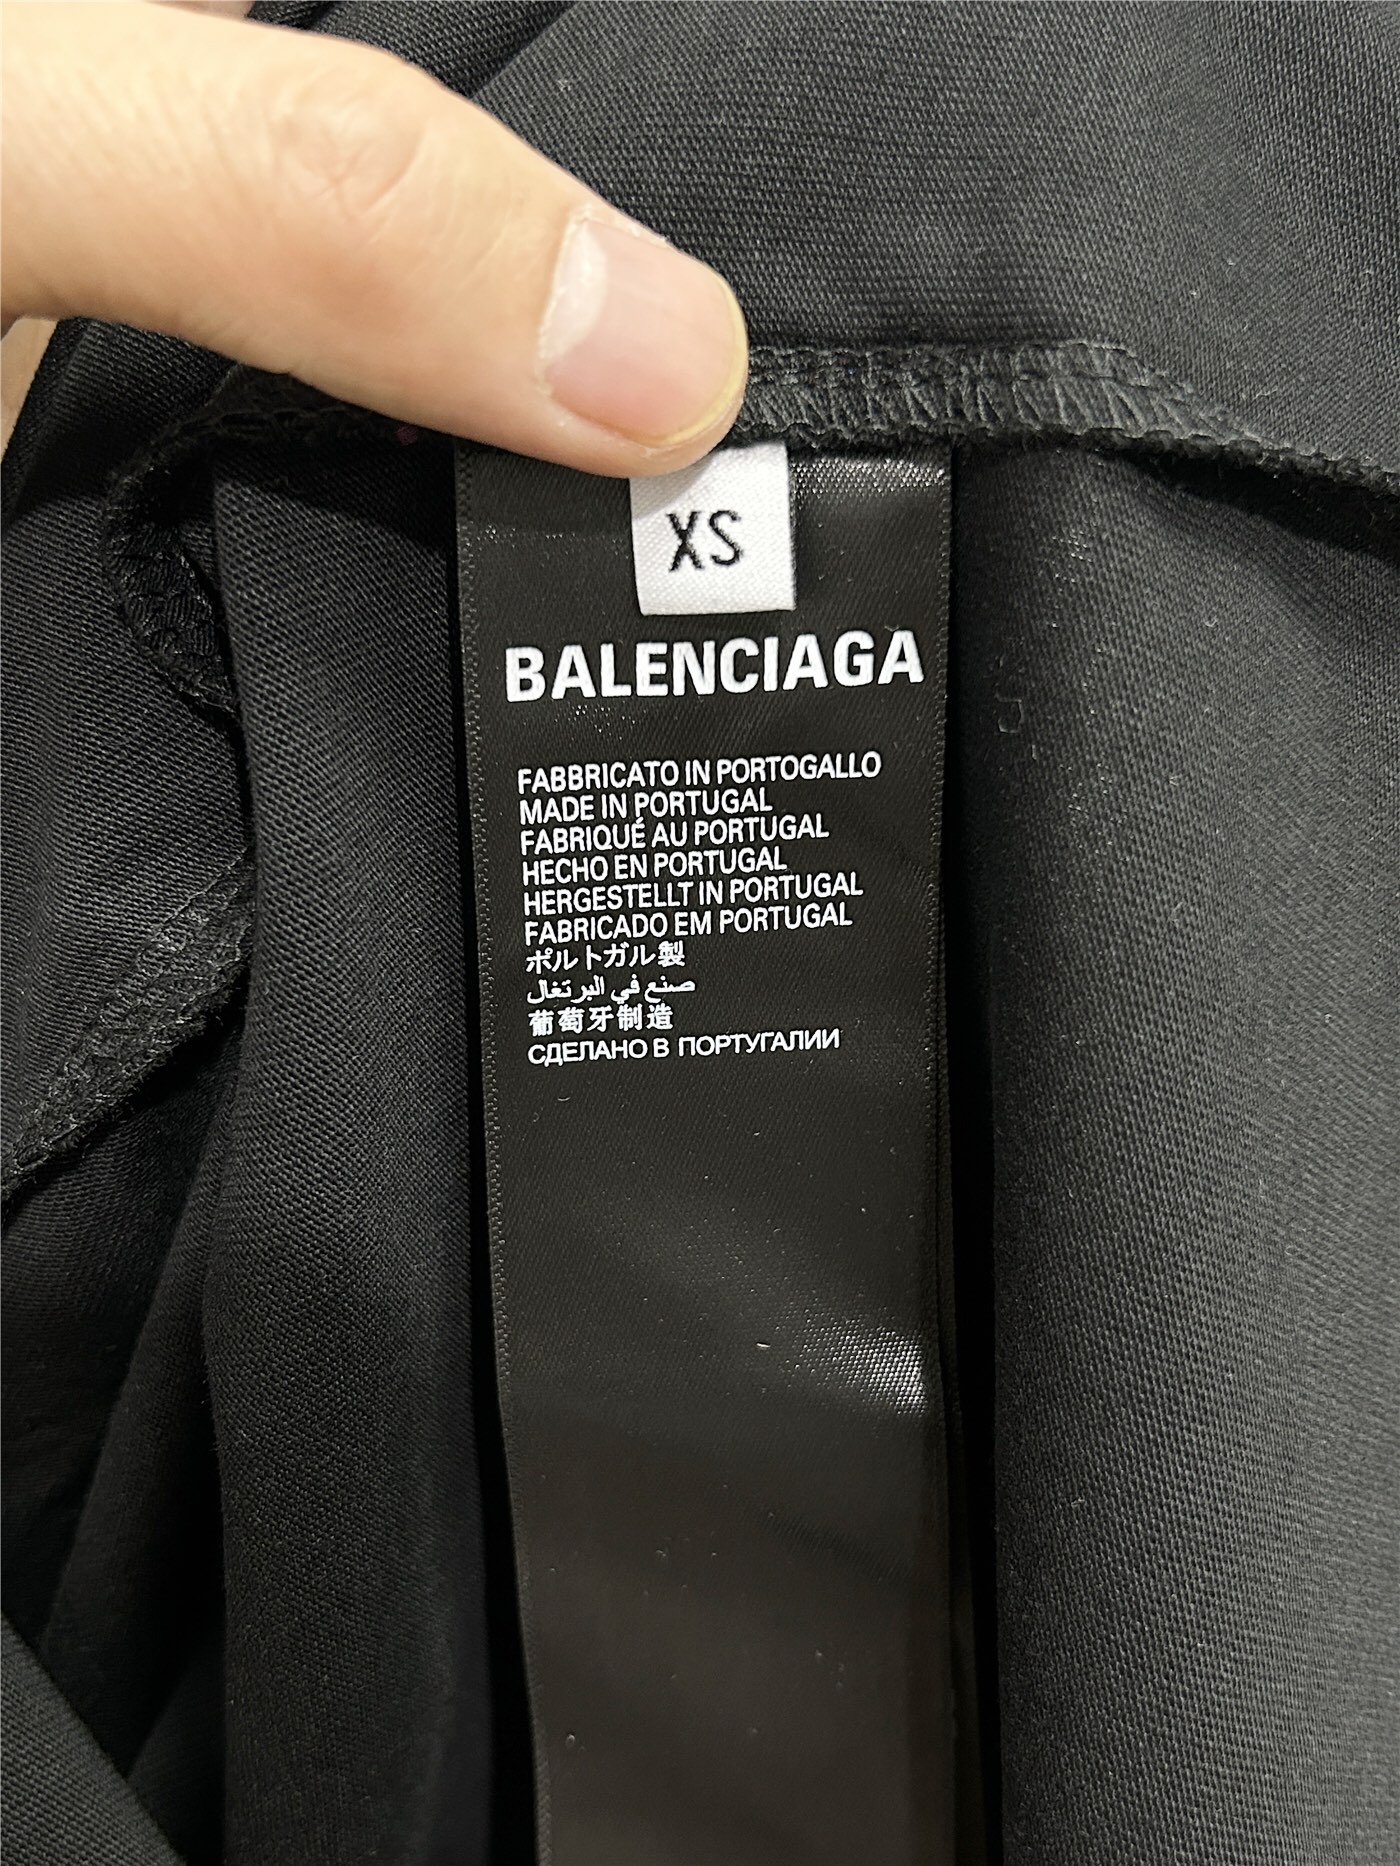 XS
BALENCIAGA
FABBRICATO IN PORTOGALLO
MADE IN PORTUGAL
FABRIQUÉ AU PORTUGAL
HECHO EN PORTUGAL
HERGESTELLT IN PORTUGAL
FABRICADO EM PORTUGAL
ポルトガル製
صنع في البرتغال
葡萄牙制造
СДЕЛАНО В ПОРТУГАЛИИ